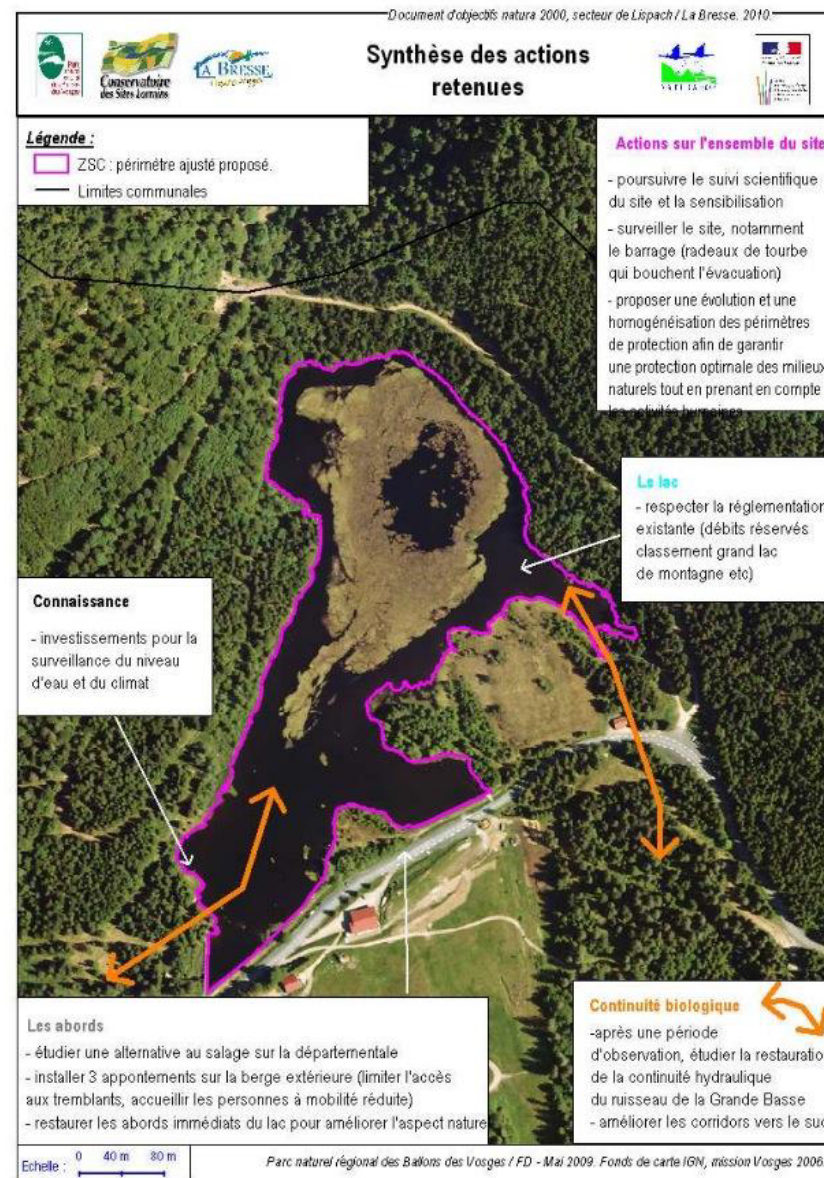 Document d'objectifs natura 2000, secteur de Lispach / La Bresse. 2010.
Conservatoire
des Sites Lorrains
LA BRESSE
Synthèse des actions
retenues
Légende :
ZSC : périmètre ajusté proposé.
Limites communales
Actions sur l'ensemble du site
- poursuivre le suivi scientifique
du site et la sensibilisation
- surveiller le site, notamment
le barrage (radeaux de tourbe
qui bouchent l'évacuation)
- proposer une évolution et une
homogénéisation des périmètres
de protection afin de garantir
une protection optimale des milieux
naturels tout en prenant en compte
les activités humaines
Le lac
- respecter la réglementation
existante (débits réservés
classement grand lac
de montagne etc)
Connaissance
- investissements pour la
surveillance du niveau
d'eau et du climat
Les abords
- étudier une alternative au salage sur la départementale
- installer 3 appontements sur la berge extérieure (limiter l'accès
aux tremblants, accueillir les personnes à mobilité réduite)
- restaurer les abords immédiats du lac pour améliorer l'aspect nature
Continuité biologique
-après une période
d'observation, étudier la restauratio
de la continuité hydraulique
du ruisseau de la Grande Basse
- améliorer les corridors vers le sud
Echelle : 0 40 m 80 m
Parc naturel régional des Ballons des Vosges / FD - Mai 2009. Fonds de carte IGN, mission Vosges 2006.